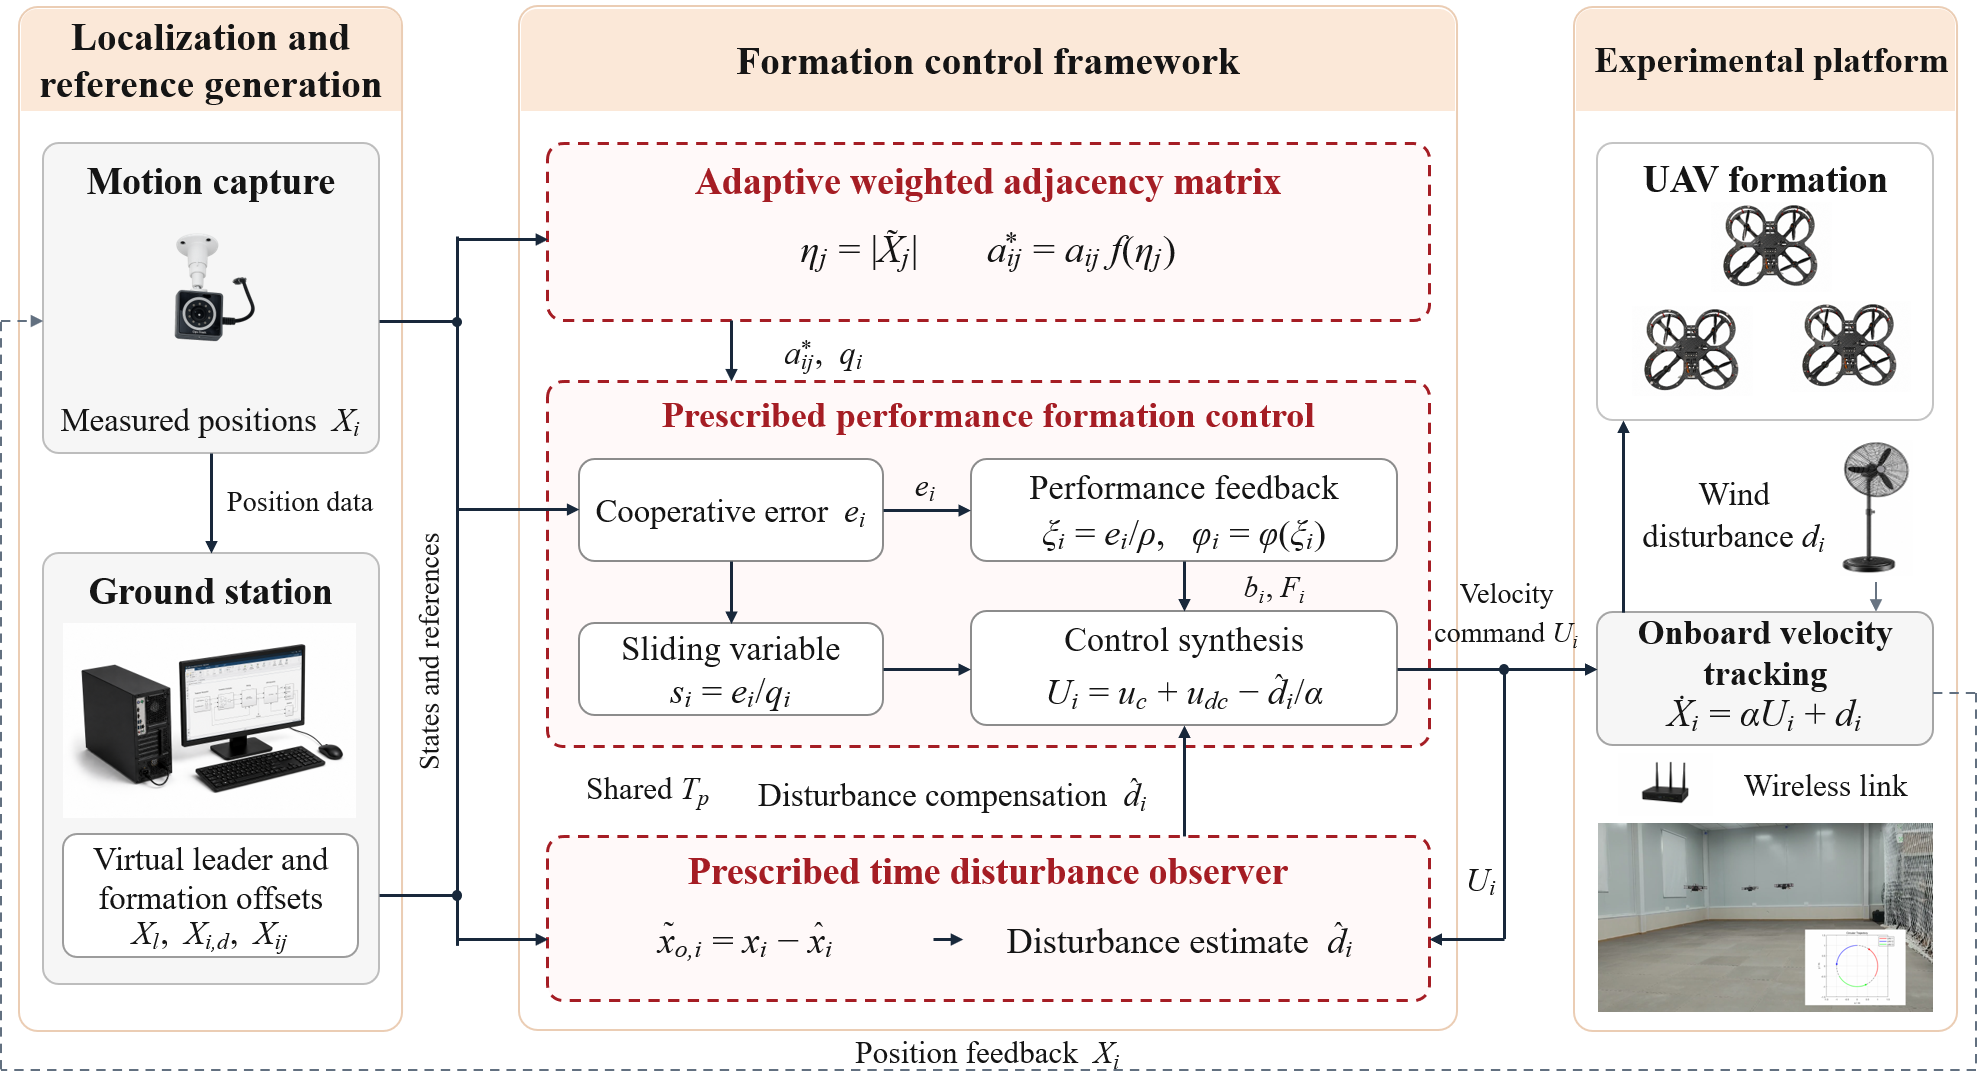 Localization and
reference generation
Motion capture
Measured positions X_i
Position data
Ground station
Virtual leader and
formation offsets
X_l, X_{i,d}, X_{ij}
States and references
Formation control framework
Adaptive weighted adjacency matrix
η_j = |X̃_j|    a*_{ij} = a_{ij} f(η_j)
a*_{ij}, q_i
Prescribed performance formation control
Cooperative error e_i
e_i
Performance feedback
ξ_i = e_i/ρ, φ_i = φ(ξ_i)
b_i, F_i
Sliding variable
s_i = e_i/q_i
Control synthesis
U_i = u_c + u_{dc} − d̂_i/α
Shared T_p
Disturbance compensation d̂_i
Prescribed time disturbance observer
x̃_{o,i} = x_i − x̂_i
Disturbance estimate d̂_i
Velocity
command U_i
U_i
Experimental platform
UAV formation
Wind
disturbance d_i
Onboard velocity
tracking
Ẋ_i = αU_i + d_i
Wireless link
Position feedback X_i